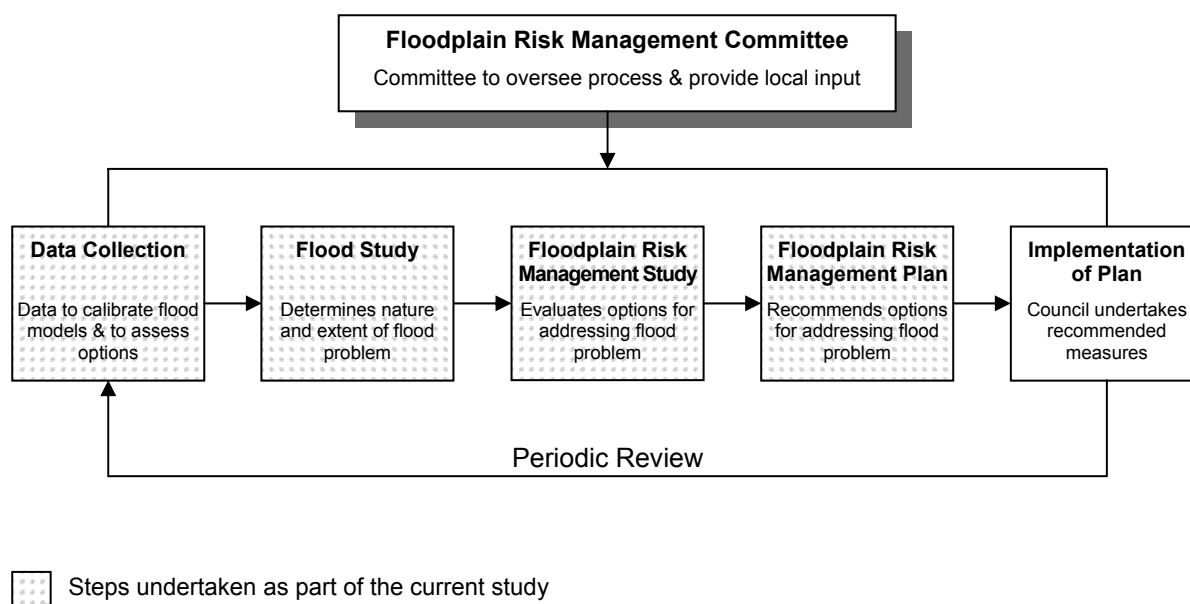 Floodplain Risk Management Committee
Committee to oversee process & provide local input
Data Collection
Data to calibrate flood
models & to assess
options
Flood Study
Determines nature
and extent of flood
problem
Floodplain Risk
Management Study
Evaluates options for
addressing flood
problem
Floodplain Risk
Management Plan
Recommends options
for addressing flood
problem
Implementation
of Plan
Council undertakes
recommended
measures
Periodic Review
Steps undertaken as part of the current study